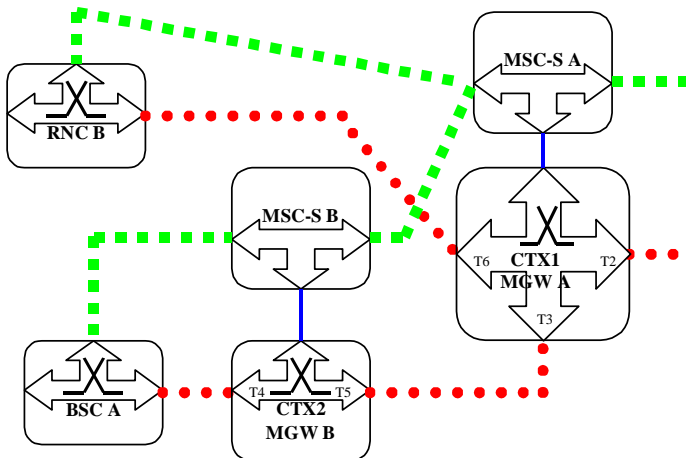 MSC-S A
RNC B
MSC-S B
T6
CTX1
T2
MGW A
T3
BSC A
T4
CTX2
T5
MGW B